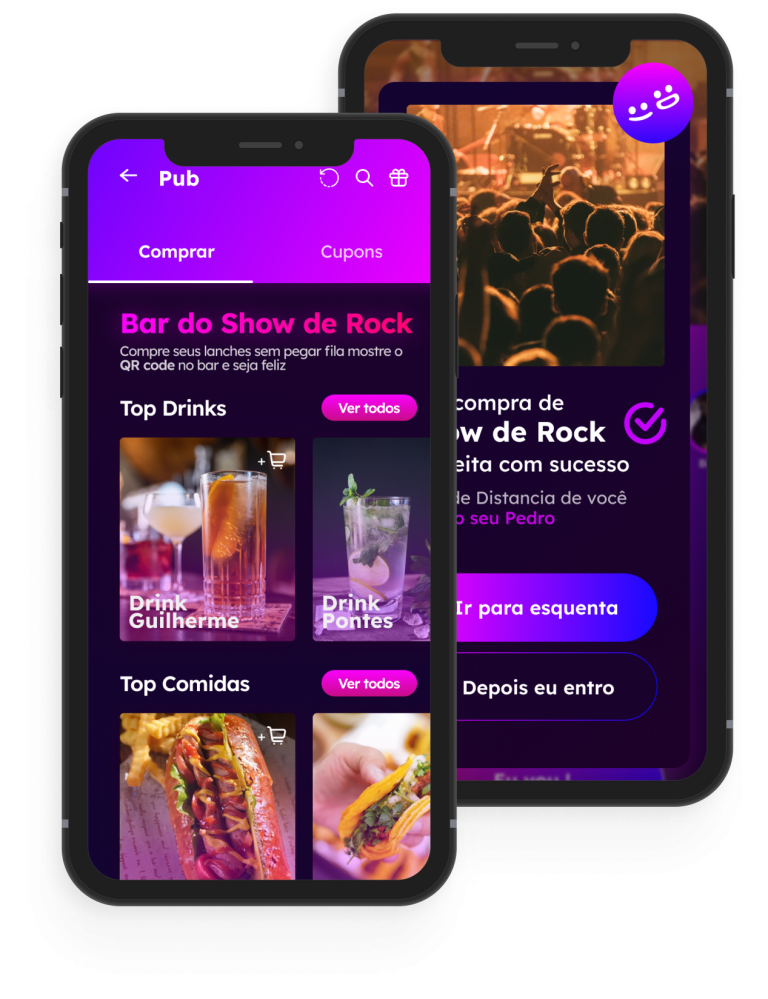 Pub
Comprar
Cupons
Bar do Show de Rock
Compre seus lanches sem pegar fila mostre o
QR code no bar e seja feliz
Top Drinks
Ver todos
+
Drink
Guilherme
Drink
Pontes
Top Comidas
Ver todos
+
compra de
ow de Rock
eita com sucesso
de Distancia de você
o seu Pedro
Ir para esquenta
Depois eu entro
Eu vou !